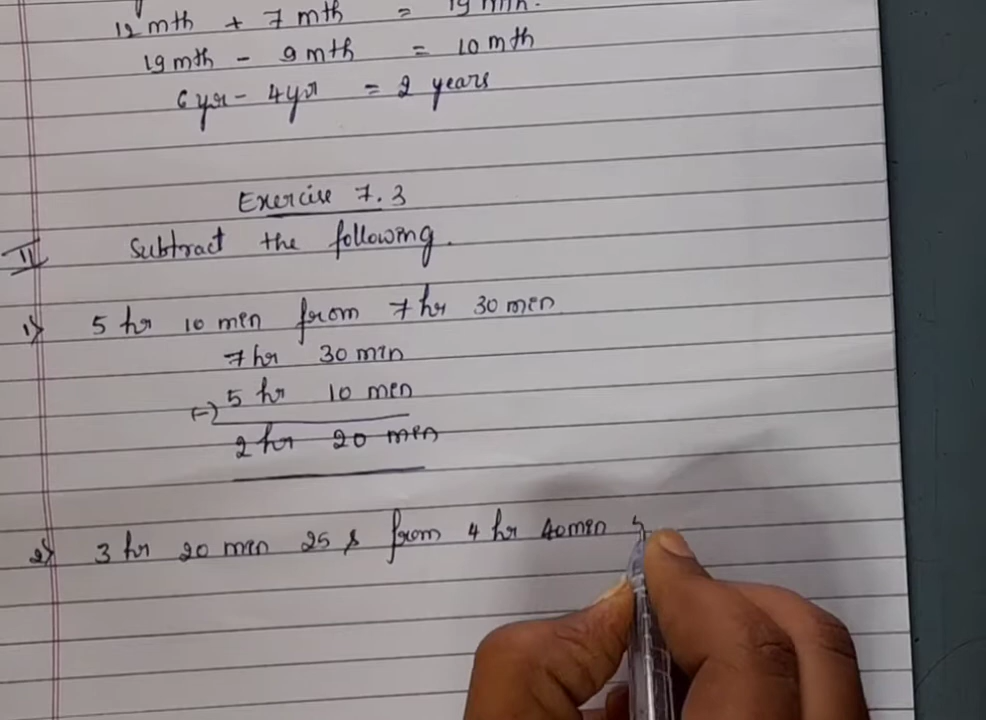 12 mth + 7 mth = 19 mth.
19 mth - 9 mth = 10 mth
6 yr - 4 yr = 2 years
Exercise 7.3
II Subtract the following.
1) 5 hr 10 min from 7 hr 30 min
7 hr 30 min
(-) 5 hr 10 min
2 hr 20 min
2) 3 hr 20 min 25 s from 4 hr 40 min